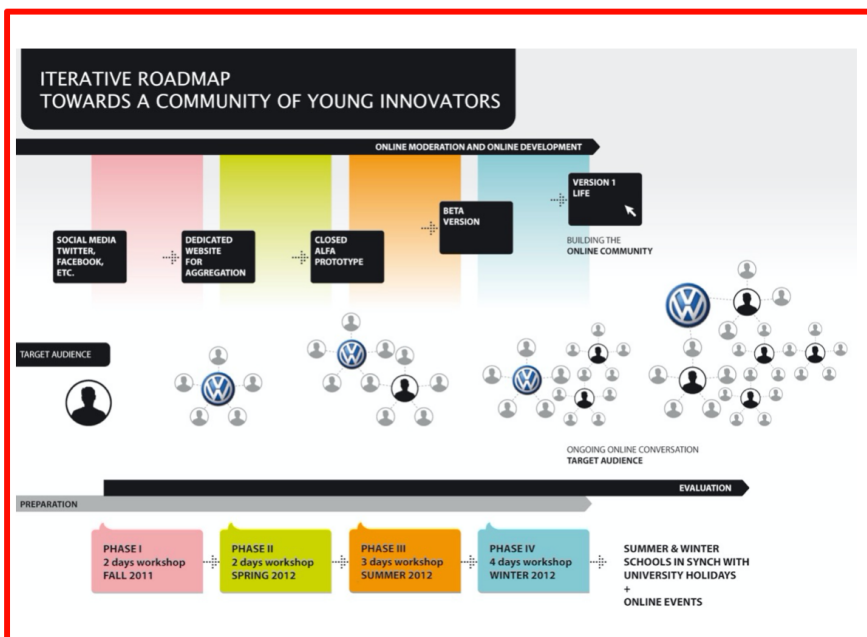 ITERATIVE ROADMAP
TOWARDS A COMMUNITY OF YOUNG INNOVATORS
ONLINE MODERATION AND ONLINE DEVELOPMENT
SOCIAL MEDIA
TWITTER,
FACEBOOK,
ETC.
DEDICATED
WEBSITE
FOR
AGGREGATION
CLOSED
ALFA
PROTOTYPE
BETA
VERSION
VERSION 1
LIFE
BUILDING THE
ONLINE COMMUNITY
TARGET AUDIENCE
ONGOING ONLINE CONVERSATION
TARGET AUDIENCE
EVALUATION
PREPARATION
PHASE I
2 days workshop
FALL 2011
PHASE II
2 days workshop
SPRING 2012
PHASE III
3 days workshop
SUMMER 2012
PHASE IV
4 days workshop
WINTER 2012
SUMMER & WINTER
SCHOOLS IN SYNCH WITH
UNIVERSITY HOLIDAYS
+
ONLINE EVENTS